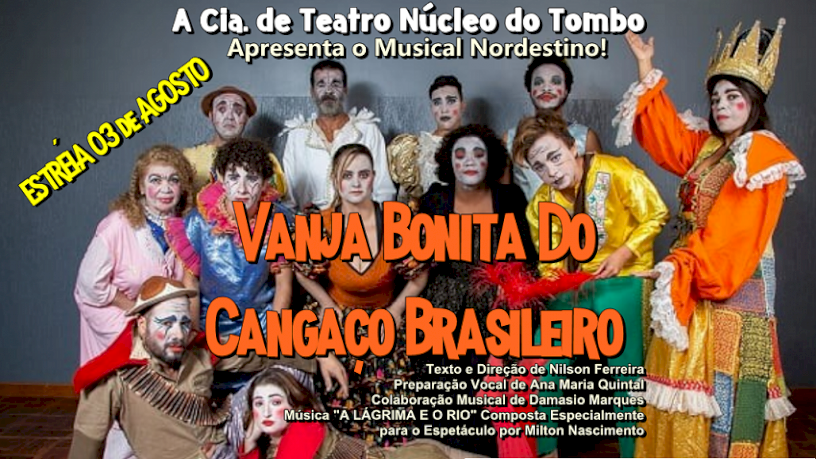 A Cia. de Teatro Núcleo do Tombo
Apresenta o Musical Nordestino!
ESTRÉIA 03 DE AGOSTO
VANJA BONITA DO
CANGAÇO BRASILEIRO
Texto e Direção de Nilson Ferreira
Preparação Vocal de Ana Maria Quintal
Colaboração Musical de Damasio Marques
Música "A LÁGRIMA E O RIO" Composta Especialmente
para o Espetáculo por Milton Nascimento